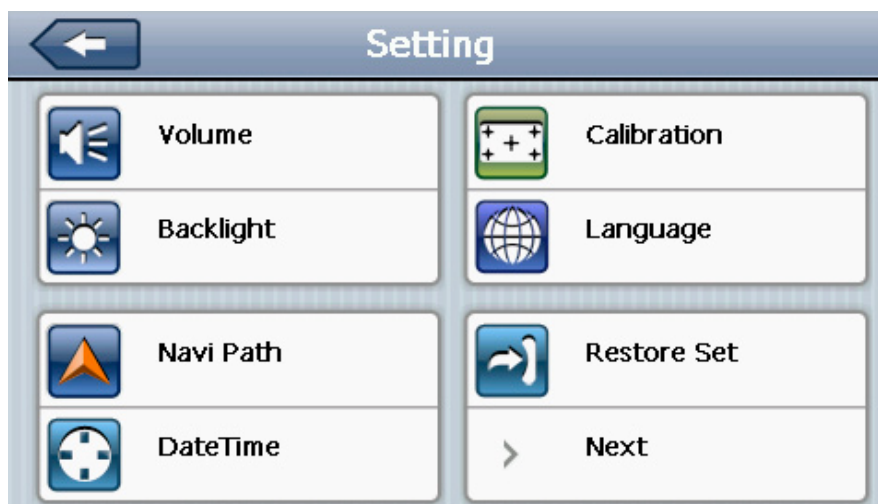 Setting
Volume
Backlight
Calibration
Language
Navi Path
DateTime
Restore Set
Next